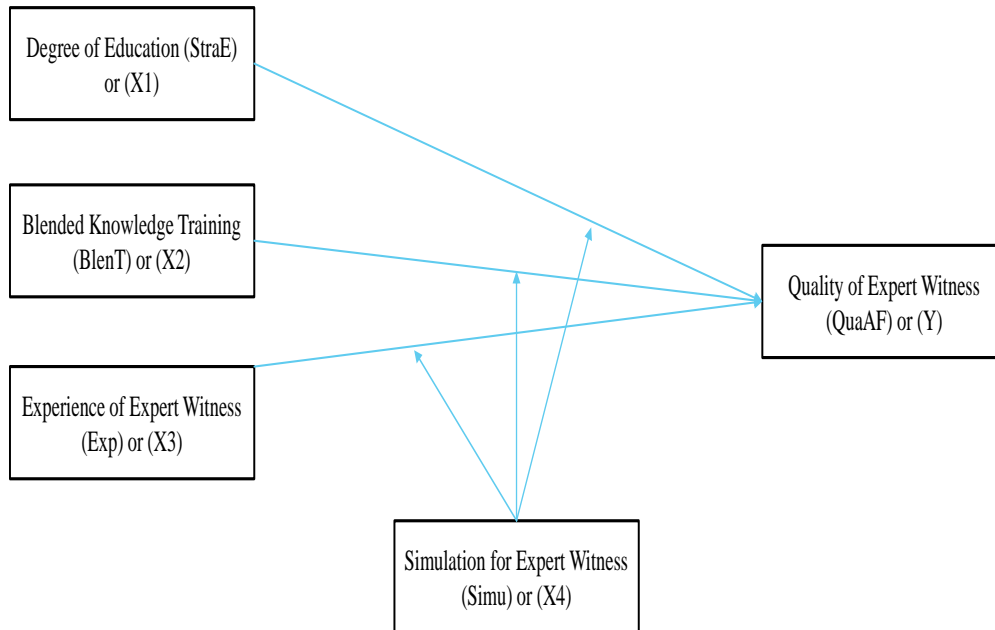 Degree of Education (StraE)
or (X1)
Blended Knowledge Training
(BlenT) or (X2)
Quality of Expert Witness
(QuaAF) or (Y)
Experience of Expert Witness
(Exp) or (X3)
Simulation for Expert Witness
(Simu) or (X4)